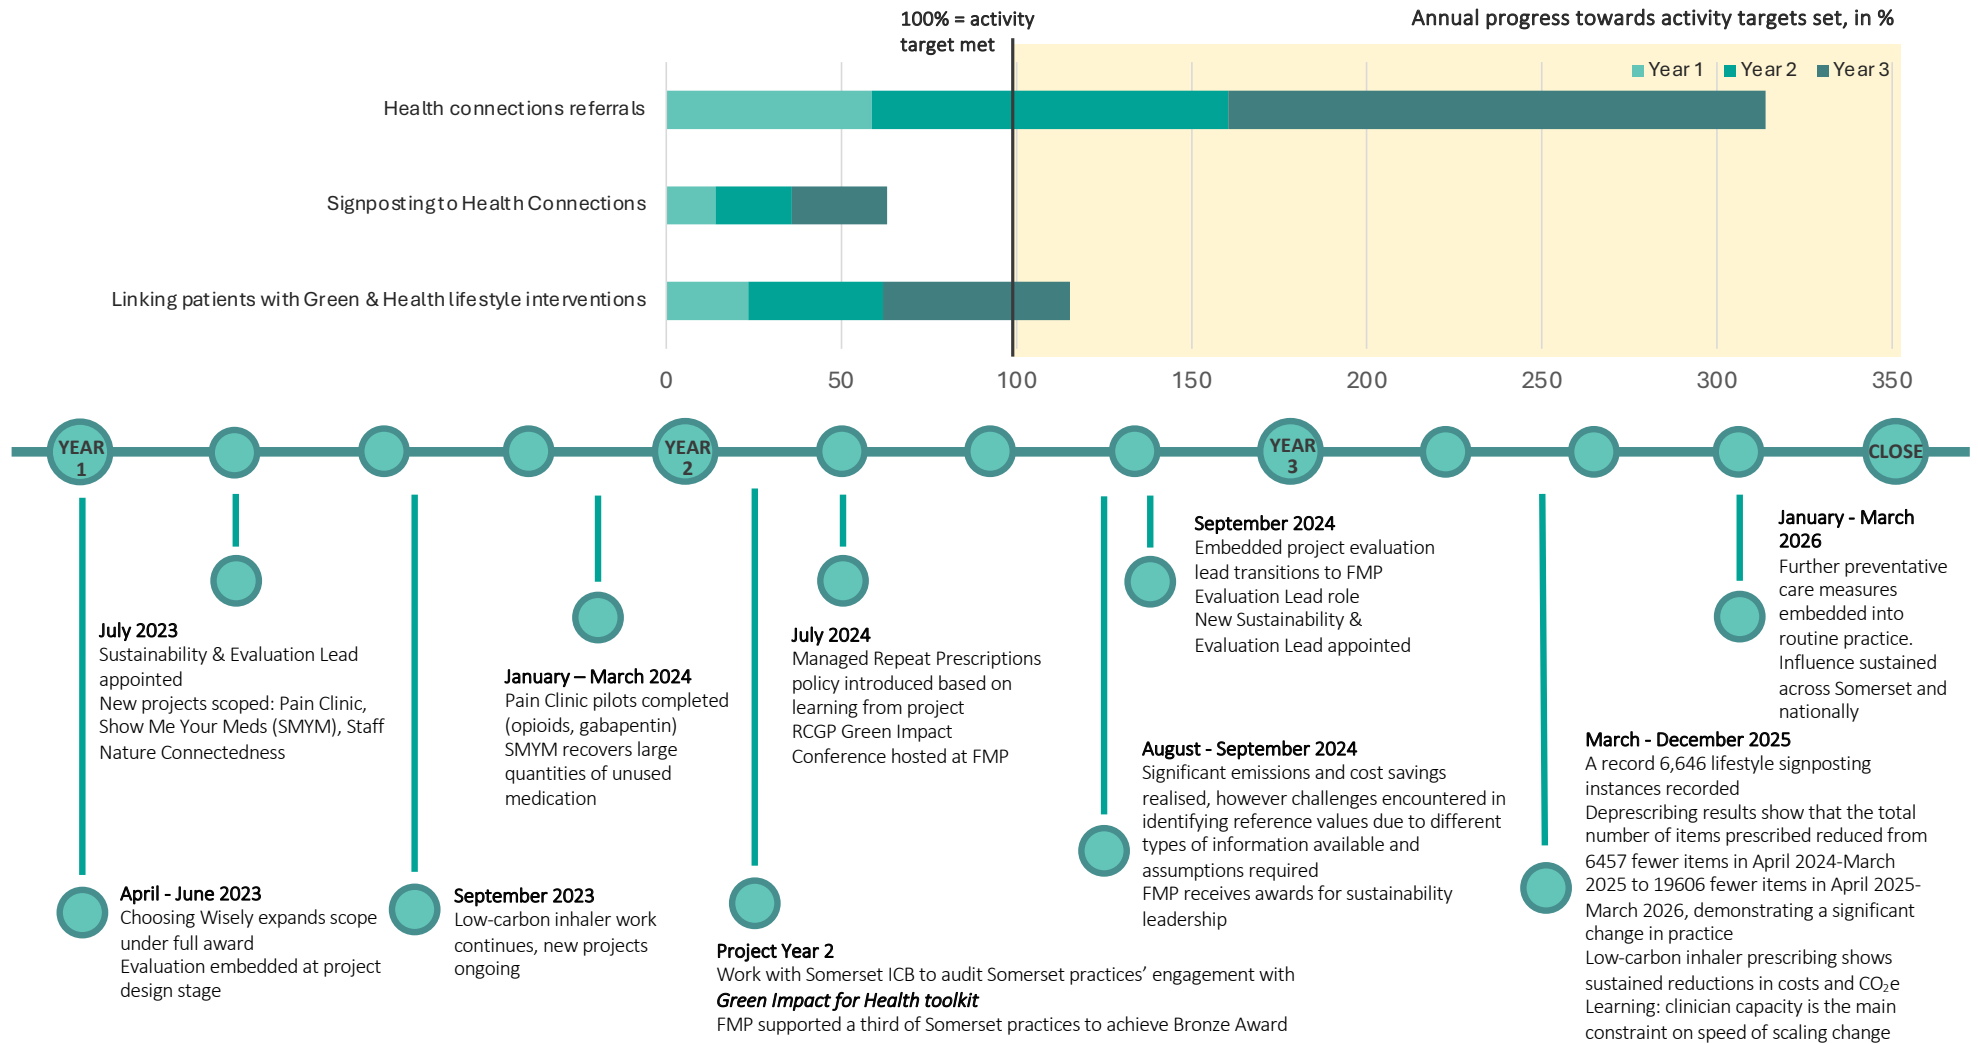 100% = activity
target met
Annual progress towards activity targets set, in %
Year 1
Year 2
Year 3
Health connections referrals
Signposting to Health Connections
Linking patients with Green & Health lifestyle interventions
0
50
100
150
200
250
300
350
YEAR
1
YEAR
2
YEAR
3
CLOSE
July 2023
Sustainability & Evaluation Lead
appointed
New projects scoped: Pain Clinic,
Show Me Your Meds (SMYM), Staff
Nature Connectedness
April - June 2023
Choosing Wisely expands scope
under full award
Evaluation embedded at project
design stage
September 2023
Low-carbon inhaler work
continues, new projects
ongoing
January – March 2024
Pain Clinic pilots completed
(opioids, gabapentin)
SMYM recovers large
quantities of unused
medication
Project Year 2
Work with Somerset ICB to audit Somerset practices’ engagement with
Green Impact for Health toolkit
FMP supported a third of Somerset practices to achieve Bronze Award
July 2024
Managed Repeat Prescriptions
policy introduced based on
learning from project
RCGP Green Impact
Conference hosted at FMP
August - September 2024
Significant emissions and cost savings
realised, however challenges encountered in
identifying reference values due to different
types of information available and
assumptions required
FMP receives awards for sustainability
leadership
September 2024
Embedded project evaluation
lead transitions to FMP
Evaluation Lead role
New Sustainability &
Evaluation Lead appointed
March - December 2025
A record 6,646 lifestyle signposting
instances recorded
Deprescribing results show that the total
number of items prescribed reduced from
6457 fewer items in April 2024-March
2025 to 19606 fewer items in April 2025-
March 2026, demonstrating a significant
change in practice
Low-carbon inhaler prescribing shows
sustained reductions in costs and CO₂e
Learning: clinician capacity is the main
constraint on speed of scaling change
January - March
2026
Further preventative
care measures
embedded into
routine practice.
Influence sustained
across Somerset and
nationally